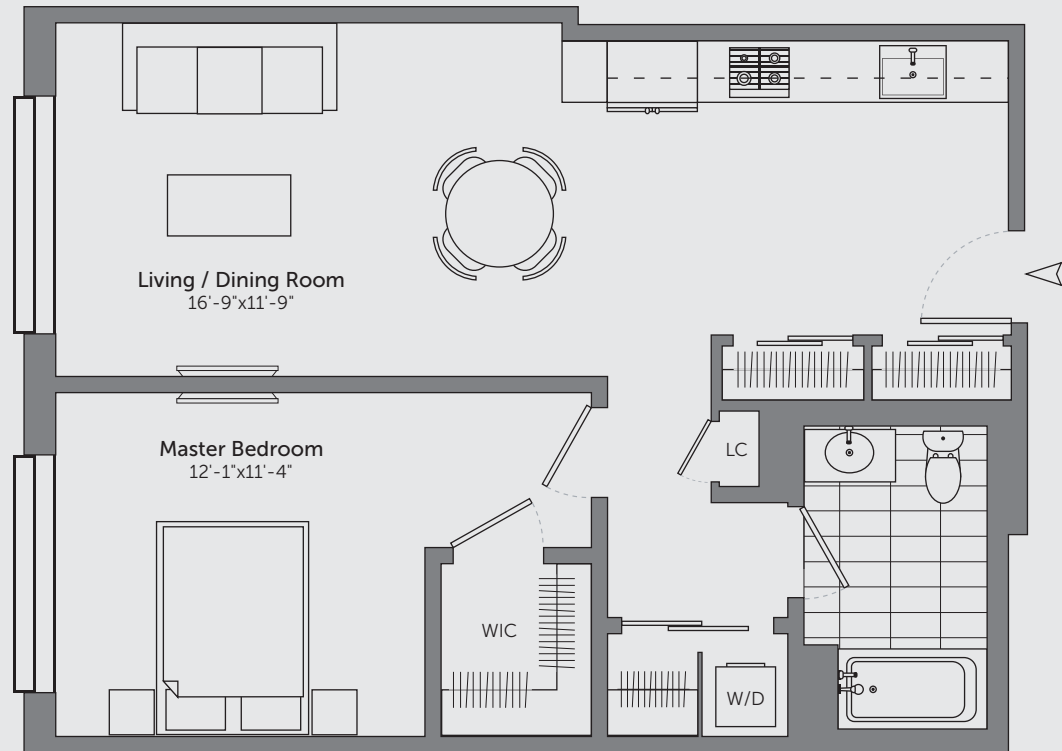 Living / Dining Room
16'-9"x11'-9"
Master Bedroom
12'-1"x11'-4"
LC
WIC
W/D